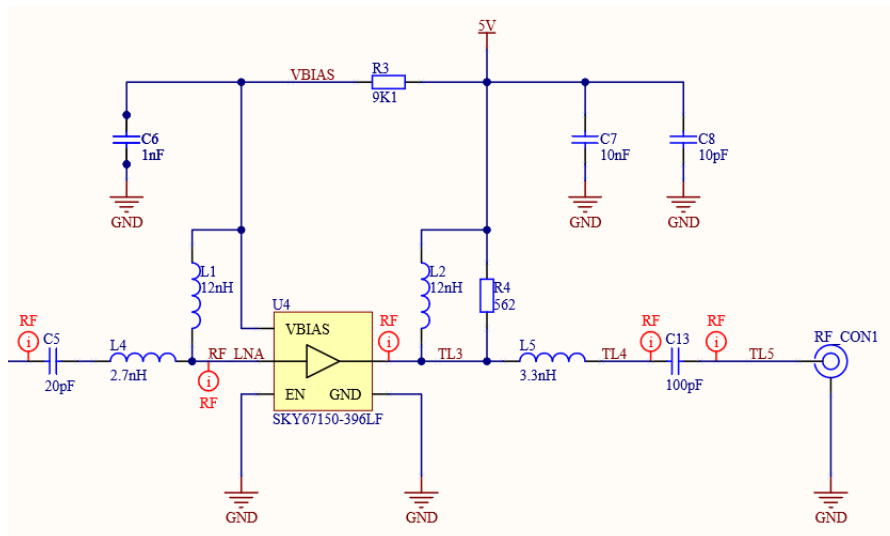 5V
VBIAS
R3
9K1
C6
1nF
C7
10nF
C8
10pF
GND
GND
GND
L1
12nH
L2
12nH
R4
562
U4
VBIAS
RF
C5
20pF
L4
2.7nH
RF LNA
RF
RF
TL3
L5
3.3nH
TL4
RF
C13
100pF
RF
TL5
RF_CON1
EN
GND
SKY67150-396LF
GND
GND
GND